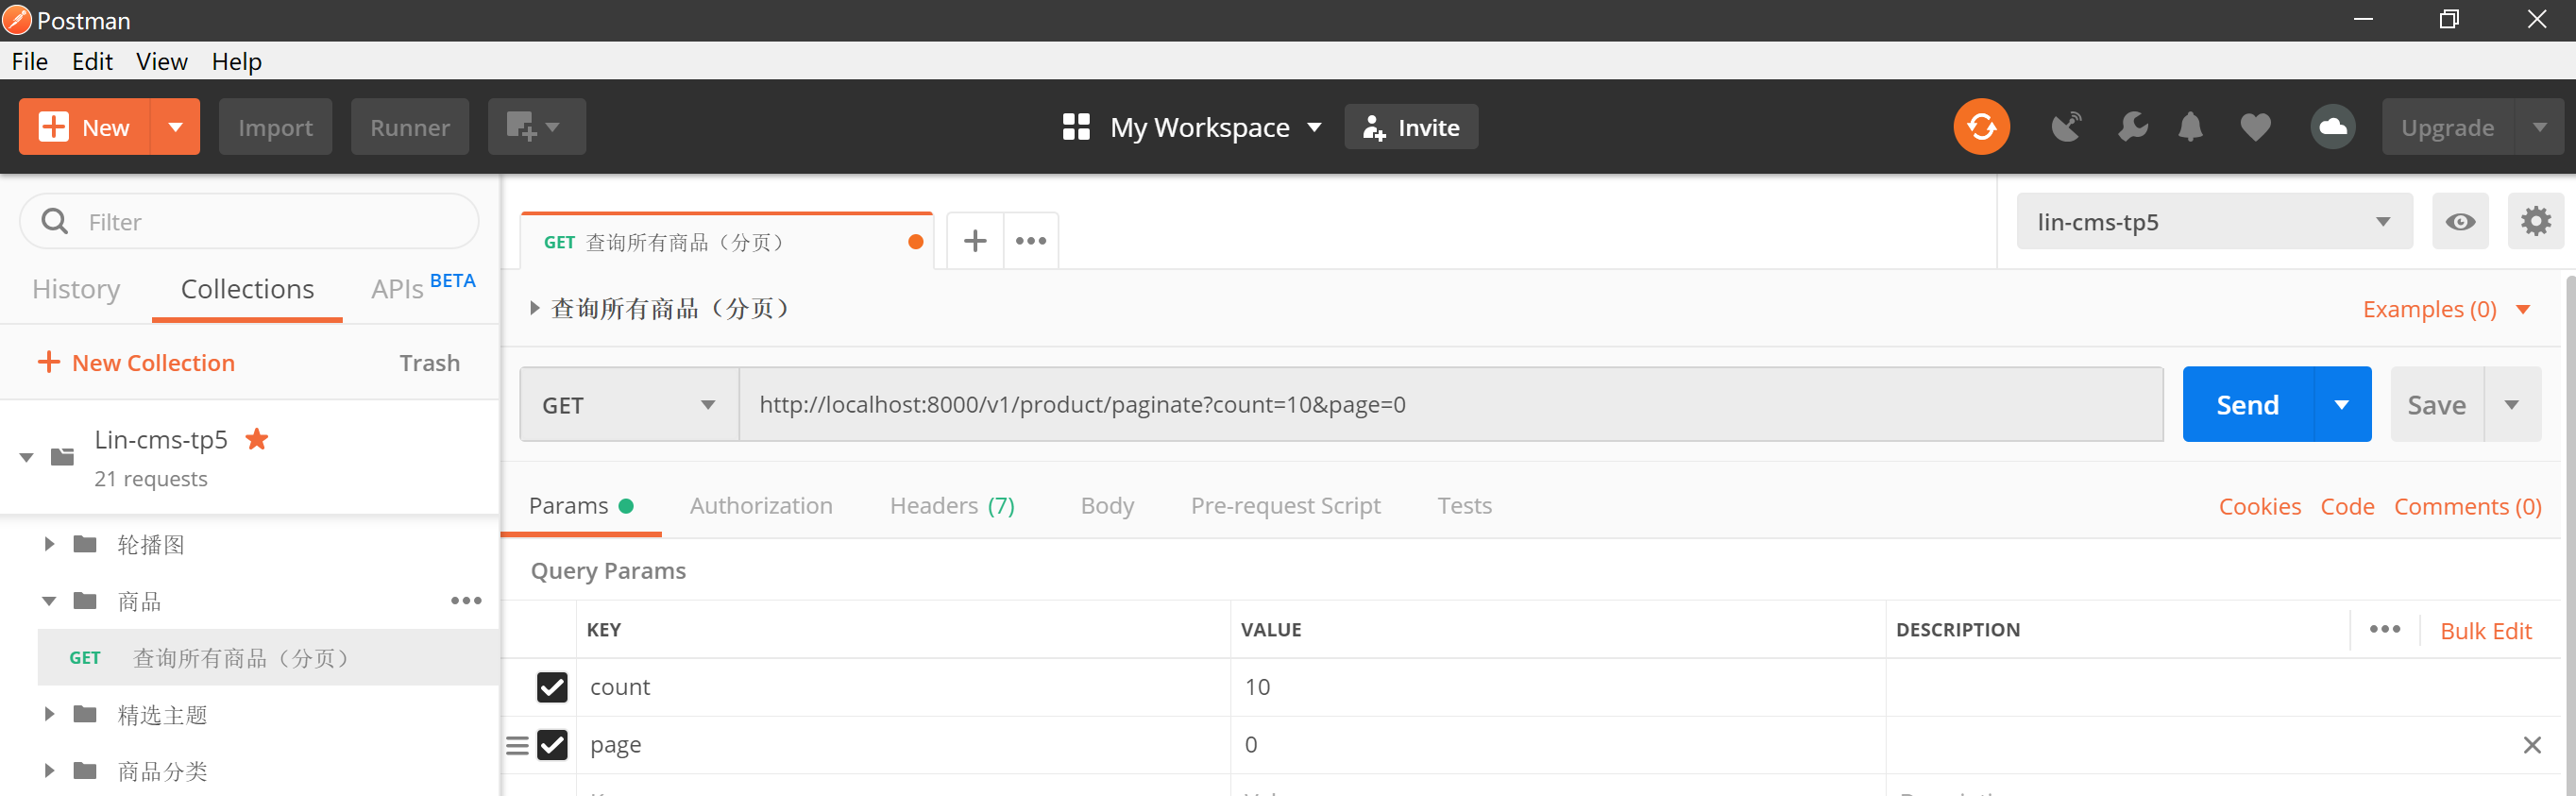 Postman
File Edit View Help
New Import Runner My Workspace Invite Upgrade
Filter
History Collections APIs BETA
New Collection Trash
Lin-cms-tp5
21 requests
轮播图
商品
GET 查询所有商品（分页）
精选主题
商品分类
GET 查询所有商品（分页）
lin-cms-tp5
查询所有商品（分页）
Examples (0)
GET http://localhost:8000/v1/product/paginate?count=10&page=0 Send Save
Params Authorization Headers (7) Body Pre-request Script Tests Cookies Code Comments (0)
Query Params
KEY VALUE DESCRIPTION Bulk Edit
count 10
page 0